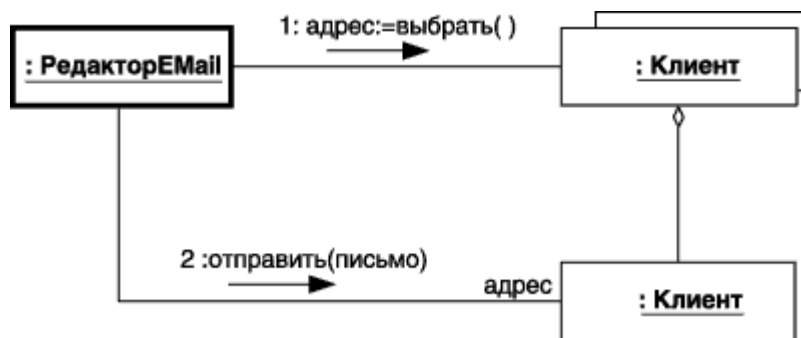 1: адрес:=выбрать( )
: РедакторEMail
: Клиент
2 :отправить(письмо)
адрес
: Клиент